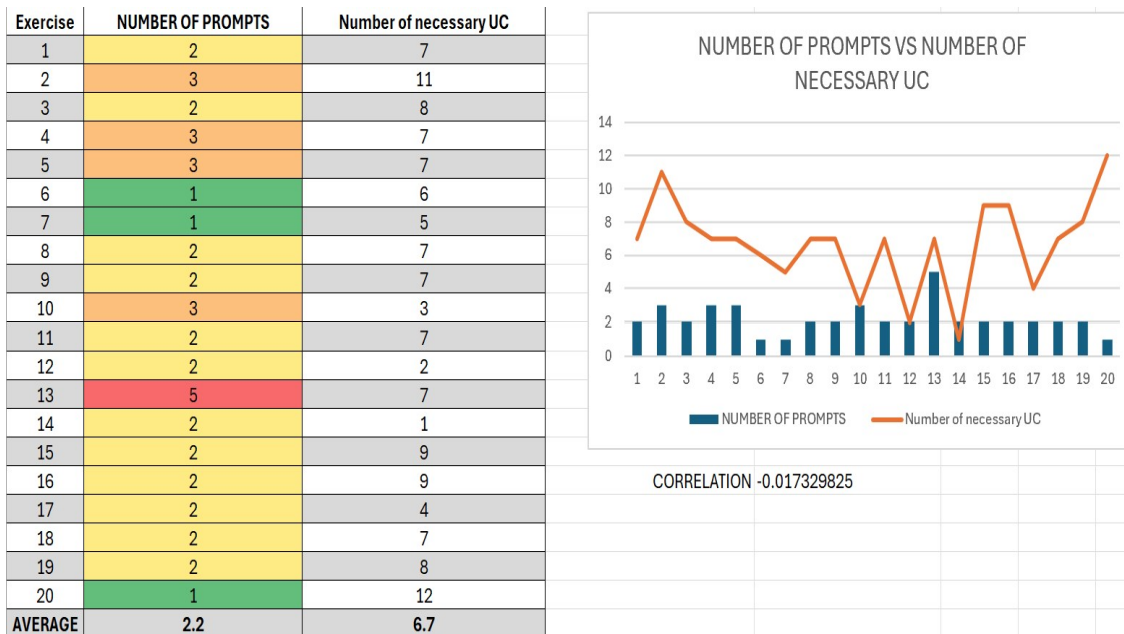 Exercise NUMBER OF PROMPTS Number of necessary UC
1 2 7
2 3 11
3 2 8
4 3 7
5 3 7
6 1 6
7 1 5
8 2 7
9 2 7
10 3 3
11 2 7
12 2 2
13 5 7
14 2 1
15 2 9
16 2 9
17 2 4
18 2 7
19 2 8
20 1 12
AVERAGE 2.2 6.7
NUMBER OF PROMPTS VS NUMBER OF
NECESSARY UC
14
12
10
8
6
4
2
0
1 2 3 4 5 6 7 8 9 10 11 12 13 14 15 16 17 18 19 20
NUMBER OF PROMPTS Number of necessary UC
CORRELATION -0.017329825